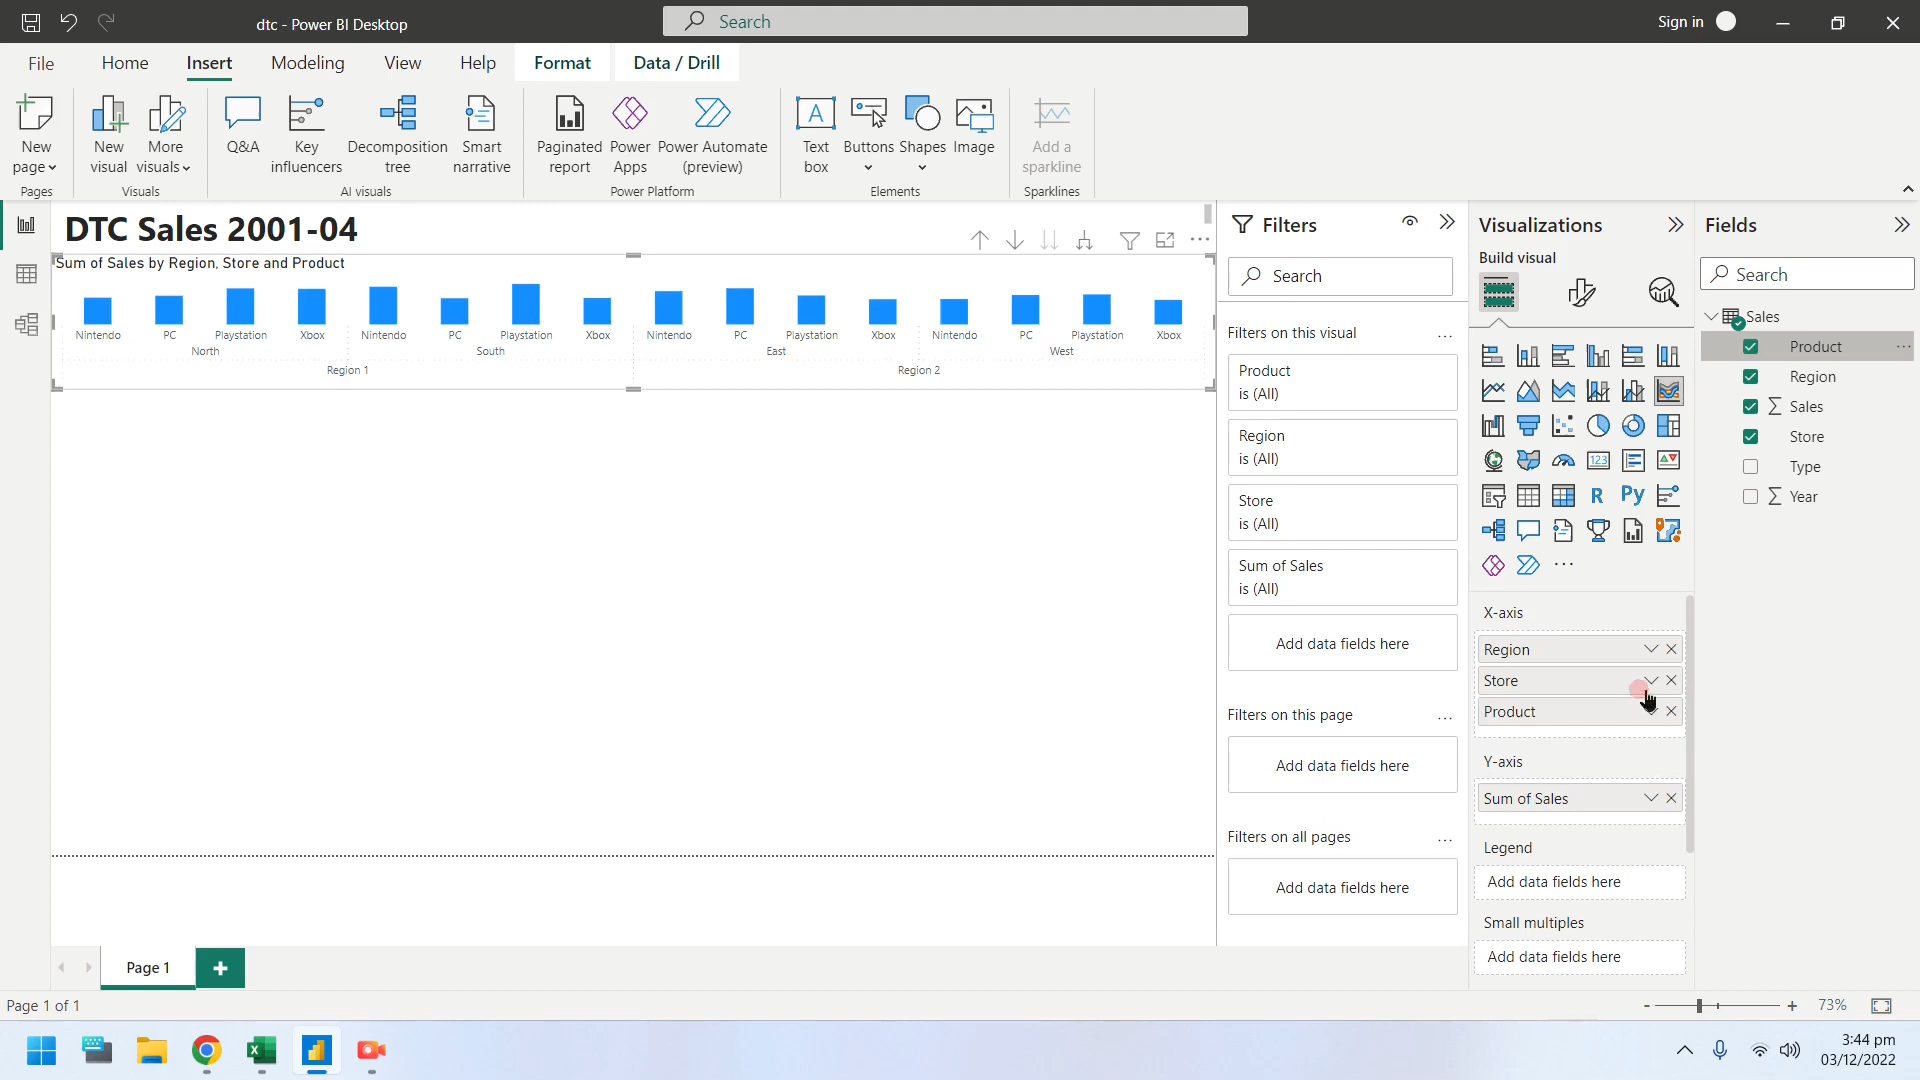 dtc - Power BI Desktop
Search
Sign in
File Home Insert Modeling View Help Format Data / Drill
New page
New visual
More visuals
Q&A
Key influencers
Decomposition tree
Smart narrative
Paginated report
Power Apps
Power Automate (preview)
Text box
Buttons
Shapes
Image
Add a sparkline
Pages
Visuals
AI visuals
Power Platform
Elements
Sparklines
DTC Sales 2001-04
Sum of Sales by Region, Store and Product
Nintendo PC Playstation Xbox Nintendo PC Playstation Xbox Nintendo PC Playstation Xbox Nintendo PC Playstation Xbox
North South East West
Region 1 Region 2
Filters
Search
Filters on this visual
Product
is (All)
Region
is (All)
Store
is (All)
Sum of Sales
is (All)
Add data fields here
Filters on this page
Add data fields here
Filters on all pages
Add data fields here
Visualizations
Build visual
123
R
Py
X-axis
Region
Store
Product
Y-axis
Sum of Sales
Legend
Add data fields here
Small multiples
Add data fields here
Fields
Search
Sales
Product
Region
Sales
Store
Type
Year
Page 1
Page 1 of 1
73%
3:44 pm
03/12/2022